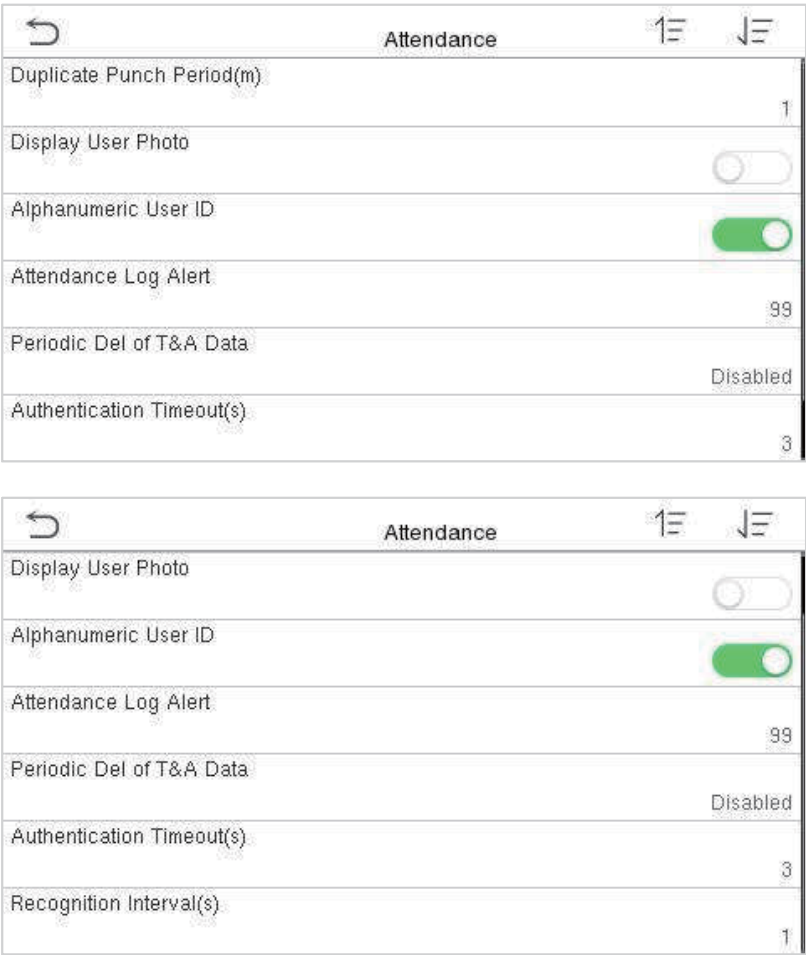 Attendance
Duplicate Punch Period(m)
1
Display User Photo
Alphanumeric User ID
Attendance Log Alert
99
Periodic Del of T&A Data
Disabled
Authentication Timeout(s)
3
Attendance
Display User Photo
Alphanumeric User ID
Attendance Log Alert
99
Periodic Del of T&A Data
Disabled
Authentication Timeout(s)
3
Recognition Interval(s)
1